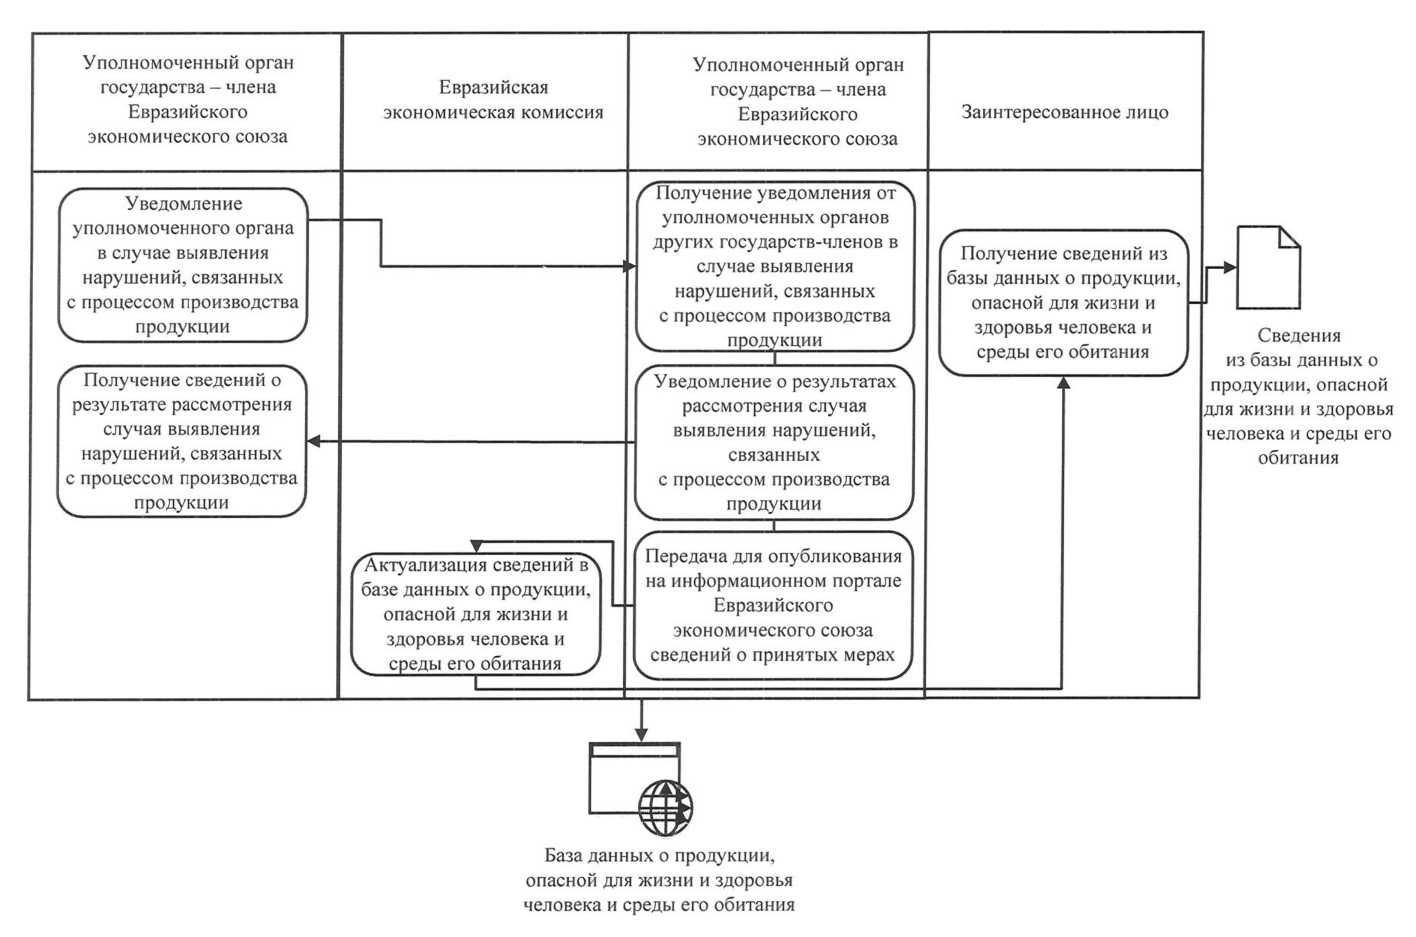 Уполномоченный орган
государства – члена
Евразийского
экономического союза
Евразийская
экономическая комиссия
Уполномоченный орган
государства – члена
Евразийского
экономического союза
Заинтересованное лицо
Уведомление
уполномоченного органа
в случае выявления
нарушений, связанных
с процессом производства
продукции
Получение уведомления от
уполномоченных органов
других государств-членов в
случае выявления
нарушений, связанных
с процессом производства
продукции
Получение сведений из
базы данных о продукции,
опасной для жизни и
здоровья человека и
среды его обитания
Сведения
из базы данных о
продукции, опасной
для жизни и здоровья
человека и среды его
обитания
Получение сведений о
результате рассмотрения
случая выявления
нарушений, связанных
с процессом производства
продукции
Уведомление о результатах
рассмотрения случая
выявления нарушений,
связанных
с процессом производства
продукции
Актуализация сведений в
базе данных о продукции,
опасной для жизни и
здоровья человека и
среды его обитания
Передача для опубликования
на информационном портале
Евразийского
экономического союза
сведений о принятых мерах
База данных о продукции,
опасной для жизни и здоровья
человека и среды его обитания